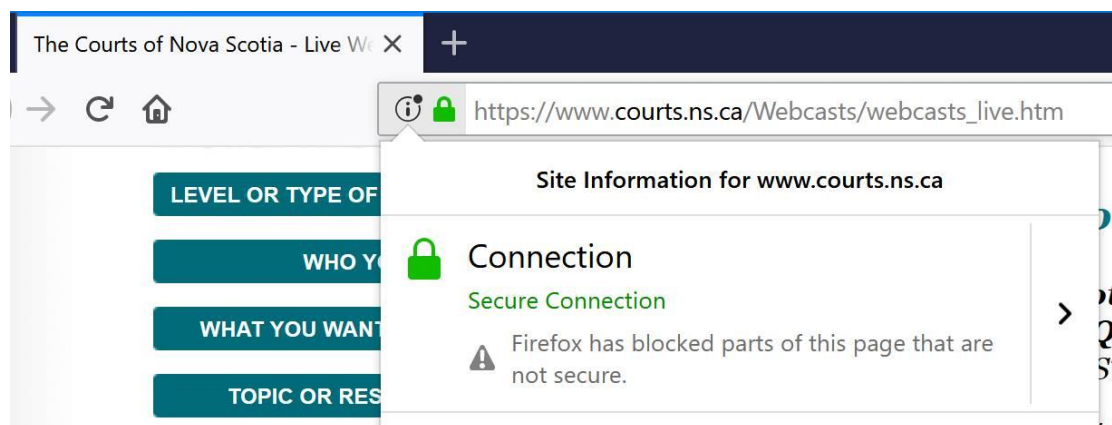 The Courts of Nova Scotia - Live We
https://www.courts.ns.ca/Webcasts/webcasts_live.htm
Site Information for www.courts.ns.ca
LEVEL OR TYPE OF
WHO YO
WHAT YOU WANT
TOPIC OR RES
Connection
Secure Connection
Firefox has blocked parts of this page that are
not secure.